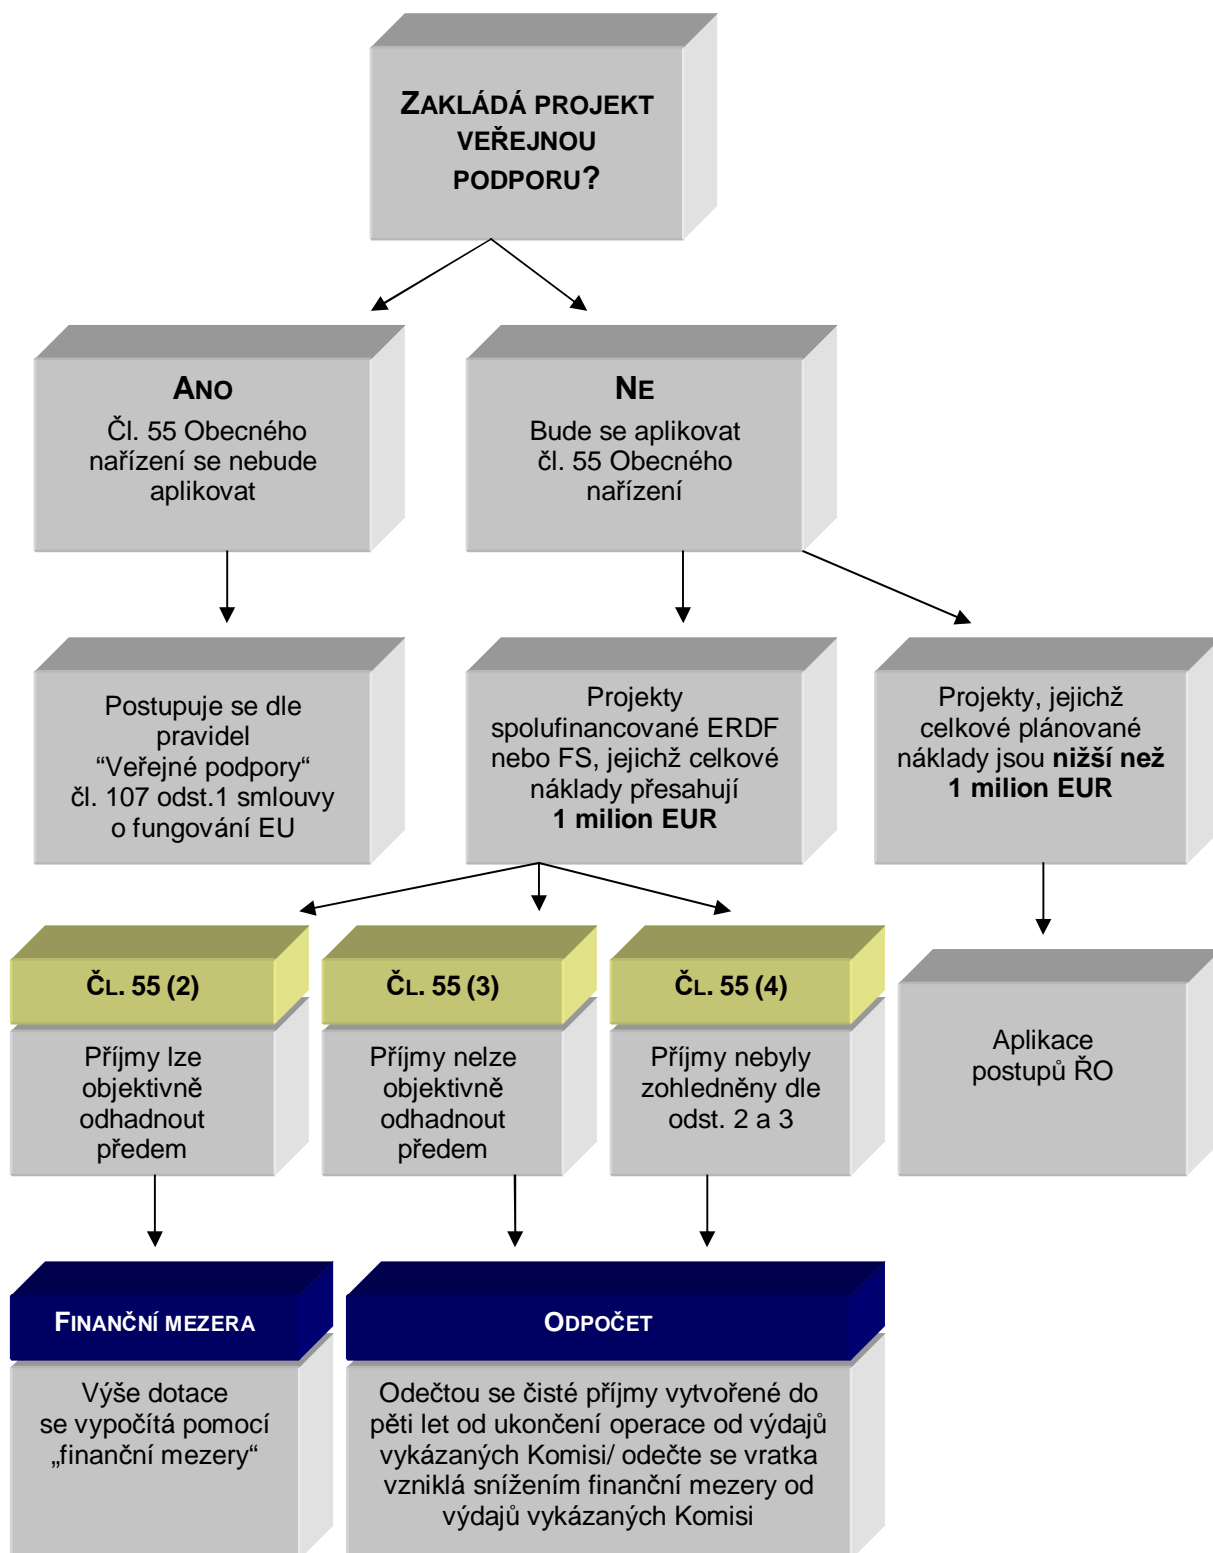 ZAKLÁDÁ PROJEKT
VEŘEJNOU
PODPORU?
ANO
Čl. 55 Obecného
nařízení se nebude
aplikovat
NE
Bude se aplikovat
čl. 55 Obecného
nařízení
Postupuje se dle
pravidel
“Veřejné podpory“
čl. 107 odst.1 smlouvy
o fungování EU
Projekty
spolufinancované ERDF
nebo FS, jejichž celkové
náklady přesahují
1 milion EUR
Projekty, jejichž
celkové plánované
náklady jsou nižší než
1 milion EUR
ČL. 55 (2)
Příjmy lze
objektivně
odhadnout
předem
ČL. 55 (3)
Příjmy nelze
objektivně
odhadnout
předem
ČL. 55 (4)
Příjmy nebyly
zohledněny dle
odst. 2 a 3
Aplikace
postupů ŘO
FINANČNÍ MEZERA
Výše dotace
se vypočítá pomocí
„finanční mezery“
ODPOČET
Odečtou se čisté příjmy vytvořené do
pěti let od ukončení operace od výdajů
vykázaných Komisi/ odečte se vratka
vzniklá snížením finanční mezery od
výdajů vykázaných Komisi